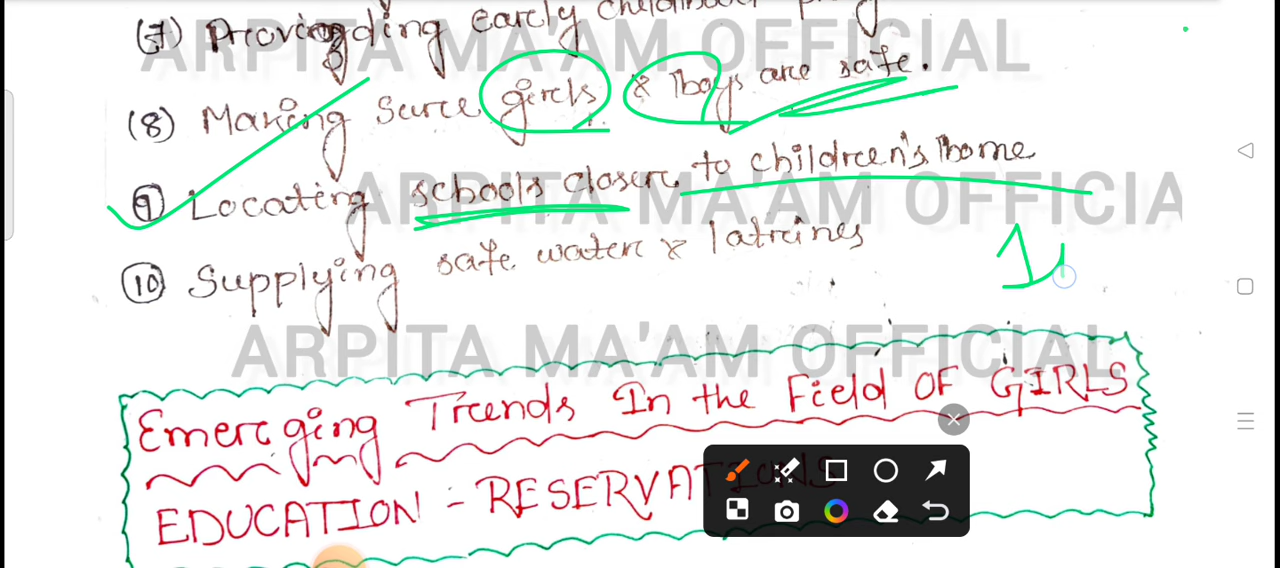 (7) Providing early childhood
(8) Making sure girls & boys are safe.
(9) Locating schools closer to children's home
(10) Supplying safe water & latrines
Emerging Trends In the Field OF GIRLS
EDUCATION - RESERVATIONS
ARPITA MA'AM OFFICIAL
ARPITA MA'AM OFFICIA
ARPITA MA'AM OFFICIAL